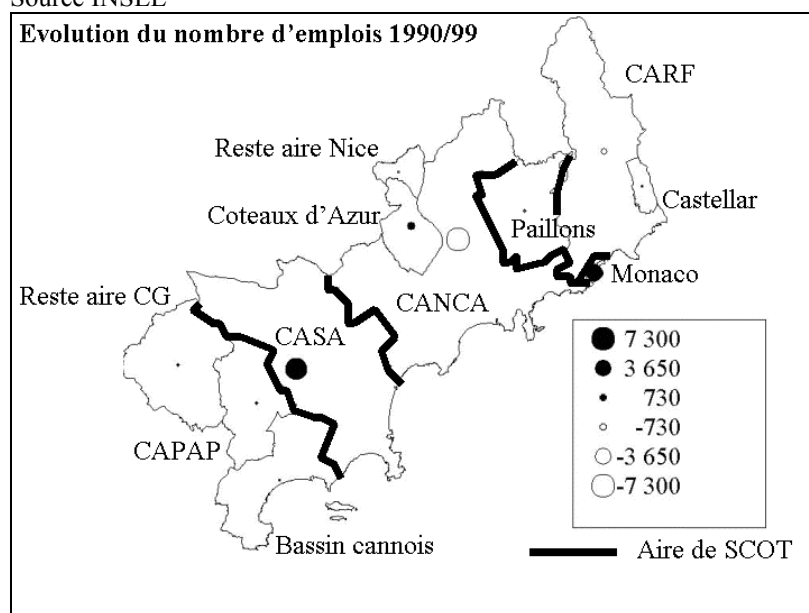 Source INSEE
Evolution du nombre d'emplois 1990/99
CARF
Reste aire Nice
Castellar
Coteaux d'Azur
Paillons
Monaco
Reste aire CG
CANCA
CASA
7 300
3 650
730
-730
-3 650
-7 300
CAPAP
Bassin cannois
Aire de SCOT